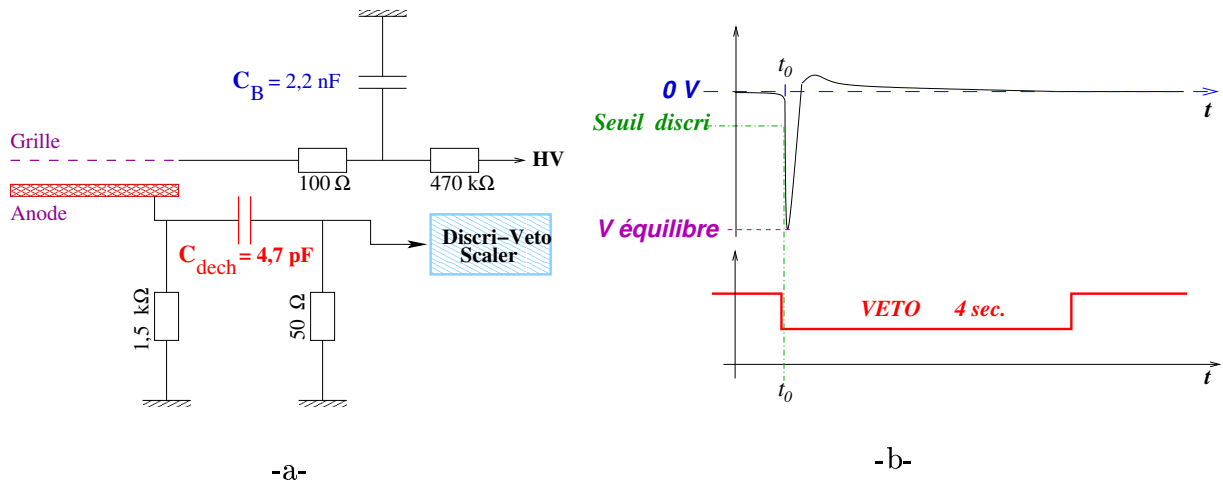 C_B = 2,2 nF
Grille
HV
100 Ω
470 kΩ
Anode
C_dech = 4,7 pF
Discri–Veto
Scaler
1,5 kΩ
50 Ω
-a-
t_0
0 V
t
Seuil discri
V équilibre
VETO 4 sec.
t
t_0
-b-